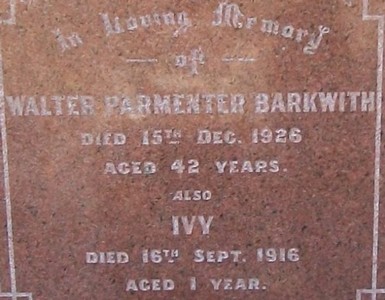 In Loving Memory
of
WALTER PARMENTER BARKWITH
DIED 15TH DEC. 1926
AGED 42 YEARS.
ALSO
IVY
DIED 16TH SEPT. 1916
AGED 1 YEAR.